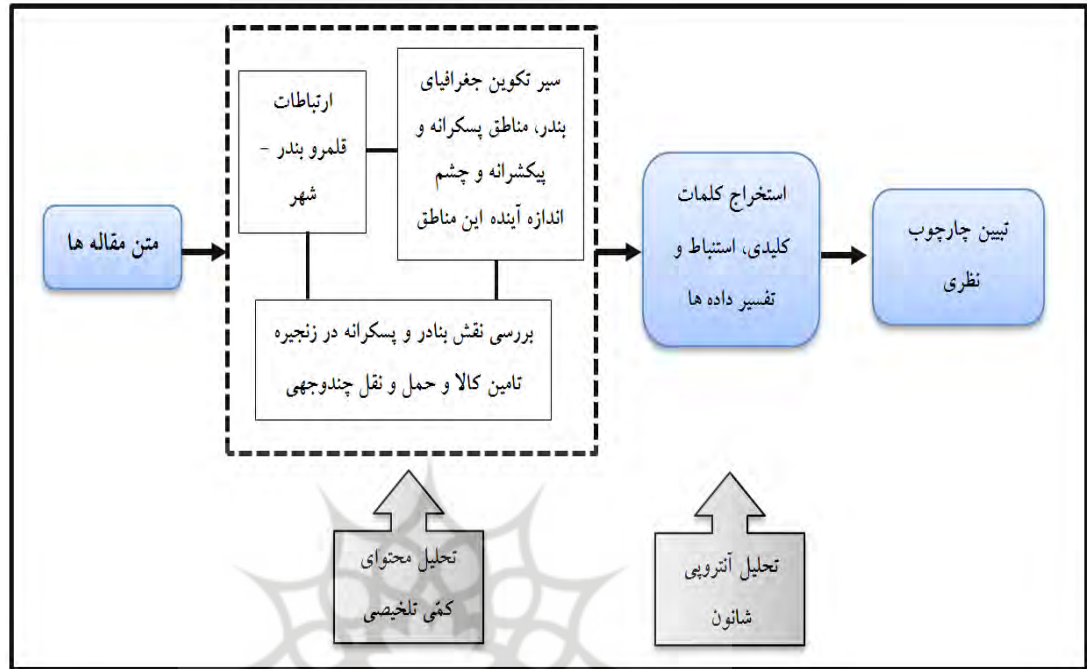 متن مقاله ها
ارتباطات
قلمرو بندر –
شهر
سیر تکوین جغرافیای
بندر، مناطق پسکرانه و
پیکشرانه و چشم
اندازه آینده این مناطق
بررسی نقش بنادر و پسکرانه در زنجیره
تامین کالا و حمل و نقل چندوجهی
استخراج کلمات
کلیدی، استنباط و
تفسیر داده ها
تبیین چارچوب
نظری
تحلیل محتوای
کمّی تلخیصی
تحلیل آنتروپی
شانون